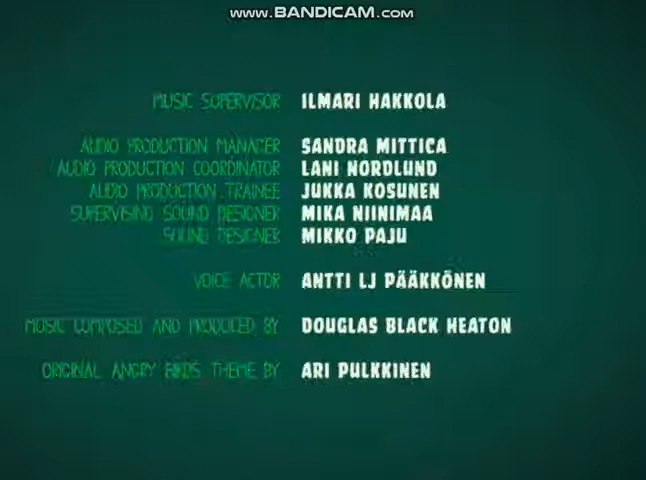 www.BANDICAM.com
MUSIC SUPERVISOR ILMARI HAKKOLA
AUDIO PRODUCTION MANAGER SANDRA MITTICA
AUDIO PRODUCTION COORDINATOR LANI NORDLUND
AUDIO PRODUCTION TRAINEE JUKKA KOSUNEN
SUPERVISING SOUND DESIGNER MIKA NIINIMAA
SOUND DESIGNER MIKKO PAJU
VOICE ACTOR ANTTI LJ PÄÄKKÖNEN
MUSIC COMPOSED AND PRODUCED BY DOUGLAS BLACK HEATON
ORIGINAL ANGRY BIRDS THEME BY ARI PULKKINEN